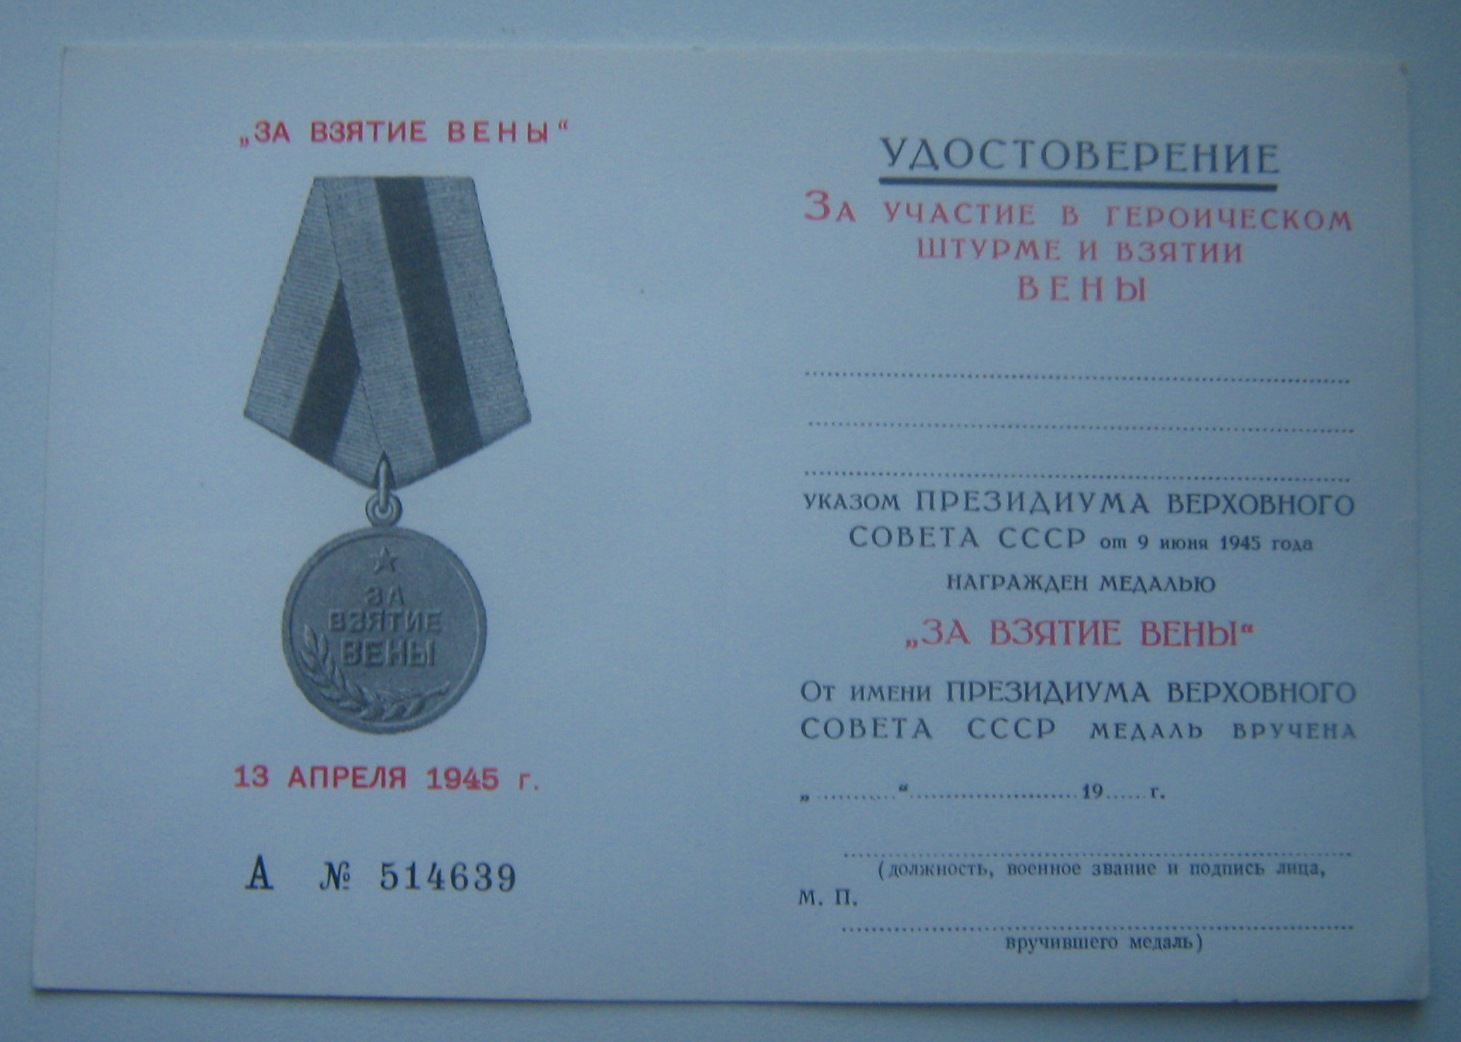 „ЗА ВЗЯТИЕ ВЕНЫ“
ЗА
ВЗЯТИЕ
ВЕНЫ
13 АПРЕЛЯ 1945 г.
А № 514639
УДОСТОВЕРЕНИЕ
ЗА УЧАСТИЕ В ГЕРОИЧЕСКОМ
ШТУРМЕ И ВЗЯТИИ
ВЕНЫ
УКАЗОМ ПРЕЗИДИУМА ВЕРХОВНОГО
СОВЕТА СССР от 9 июня 1945 года
НАГРАЖДЕН МЕДАЛЬЮ
„ЗА ВЗЯТИЕ ВЕНЫ“
ОТ ИМЕНИ ПРЕЗИДИУМА ВЕРХОВНОГО
СОВЕТА СССР МЕДАЛЬ ВРУЧЕНА
„..........“......................19......г.
(должность, военное звание и подпись лица,
М. П.
вручившего медаль)